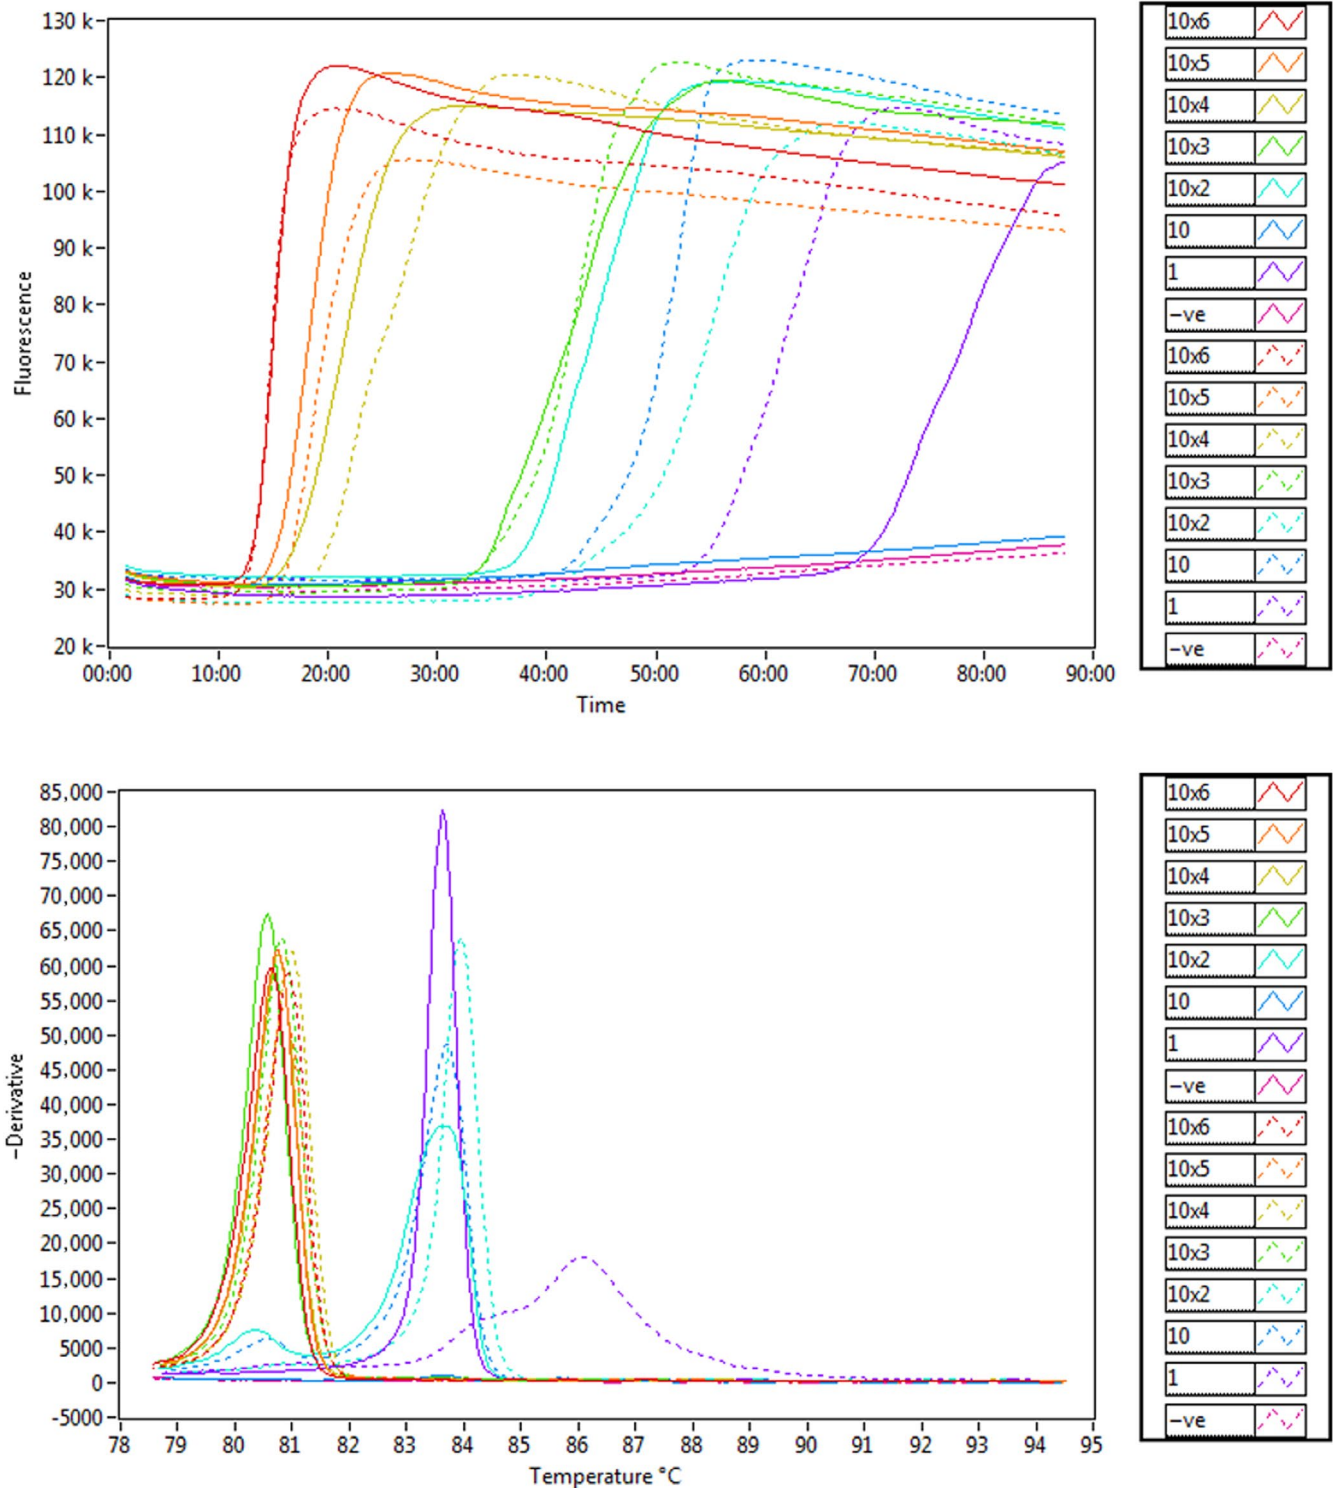 130 k
120 k
110 k
100 k
90 k
80 k
70 k
60 k
50 k
40 k
30 k
20 k
Fluorescence
00:00 10:00 20:00 30:00 40:00 50:00 60:00 70:00 80:00 90:00
Time
10x6
10x5
10x4
10x3
10x2
10
1
−ve
10x6
10x5
10x4
10x3
10x2
10
1
−ve
85,000
80,000
75,000
70,000
65,000
60,000
55,000
50,000
45,000
40,000
35,000
30,000
25,000
20,000
15,000
10,000
5000
0
-5000
−Derivative
78 79 80 81 82 83 84 85 86 87 88 89 90 91 92 93 94 95
Temperature °C
10x6
10x5
10x4
10x3
10x2
10
1
−ve
10x6
10x5
10x4
10x3
10x2
10
1
−ve